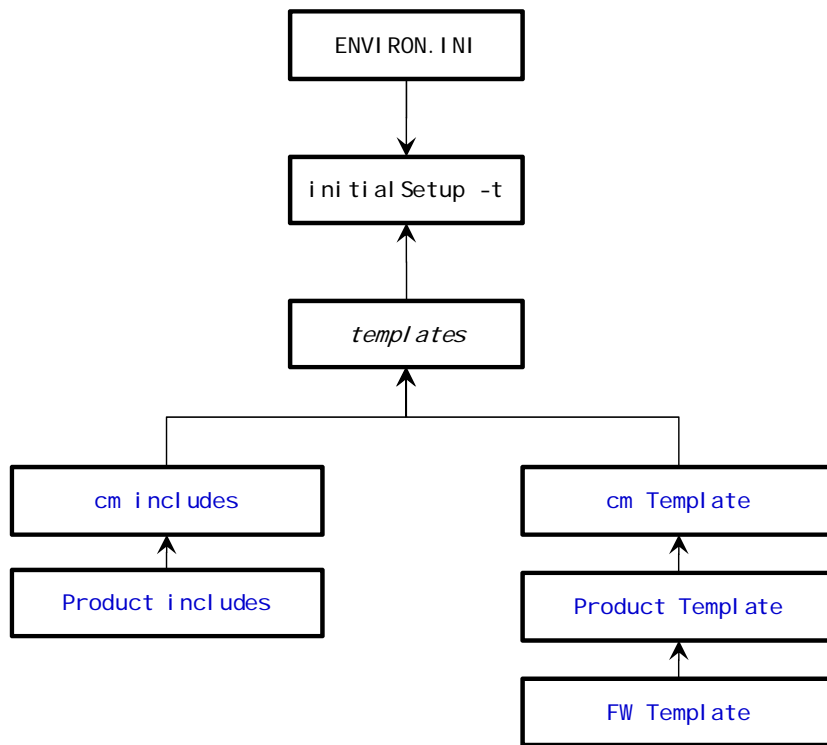 ENVIRON.INI
initialSetup -t
templates
cm includes
cm Template
Product includes
Product Template
FW Template